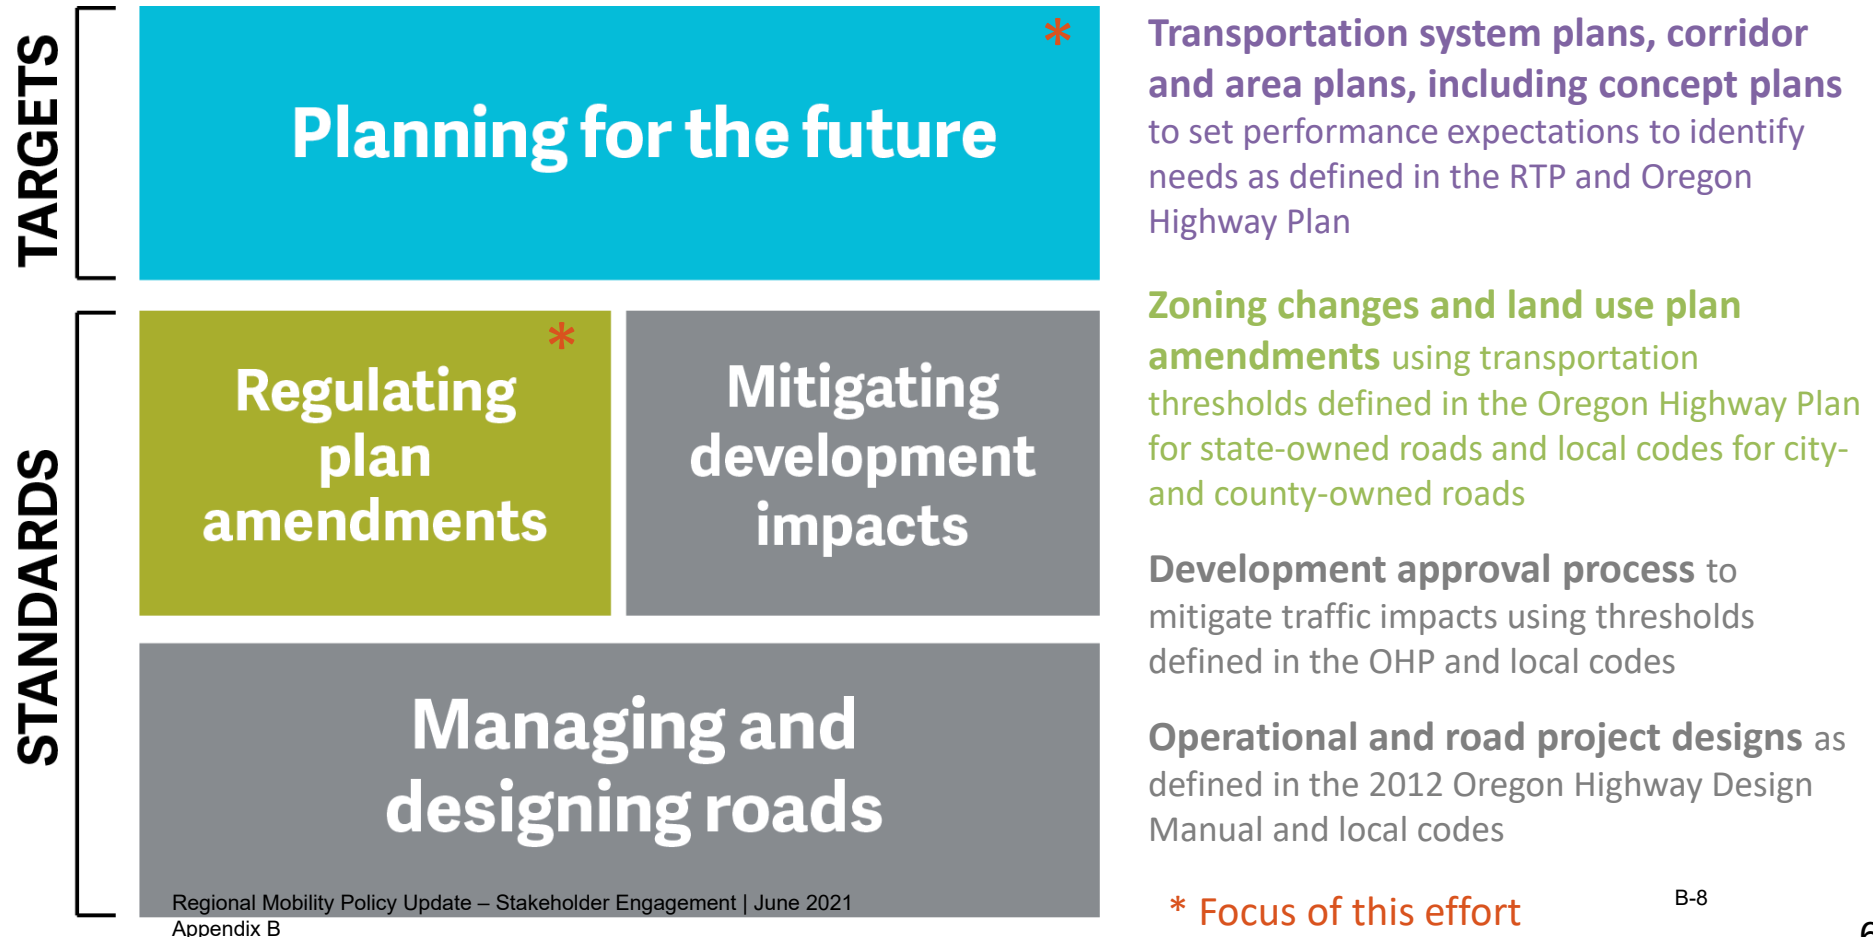 TARGETS
*
Planning for the future
Transportation system plans, corridor
and area plans, including concept plans
to set performance expectations to identify
needs as defined in the RTP and Oregon
Highway Plan
STANDARDS
*
Regulating
plan
amendments
Mitigating
development
impacts
Zoning changes and land use plan
amendments using transportation
thresholds defined in the Oregon Highway Plan
for state-owned roads and local codes for city-
and county-owned roads
Development approval process to
mitigate traffic impacts using thresholds
defined in the OHP and local codes
Managing and
designing roads
Operational and road project designs as
defined in the 2012 Oregon Highway Design
Manual and local codes
* Focus of this effort
Regional Mobility Policy Update – Stakeholder Engagement | June 2021
Appendix B
B-8
6